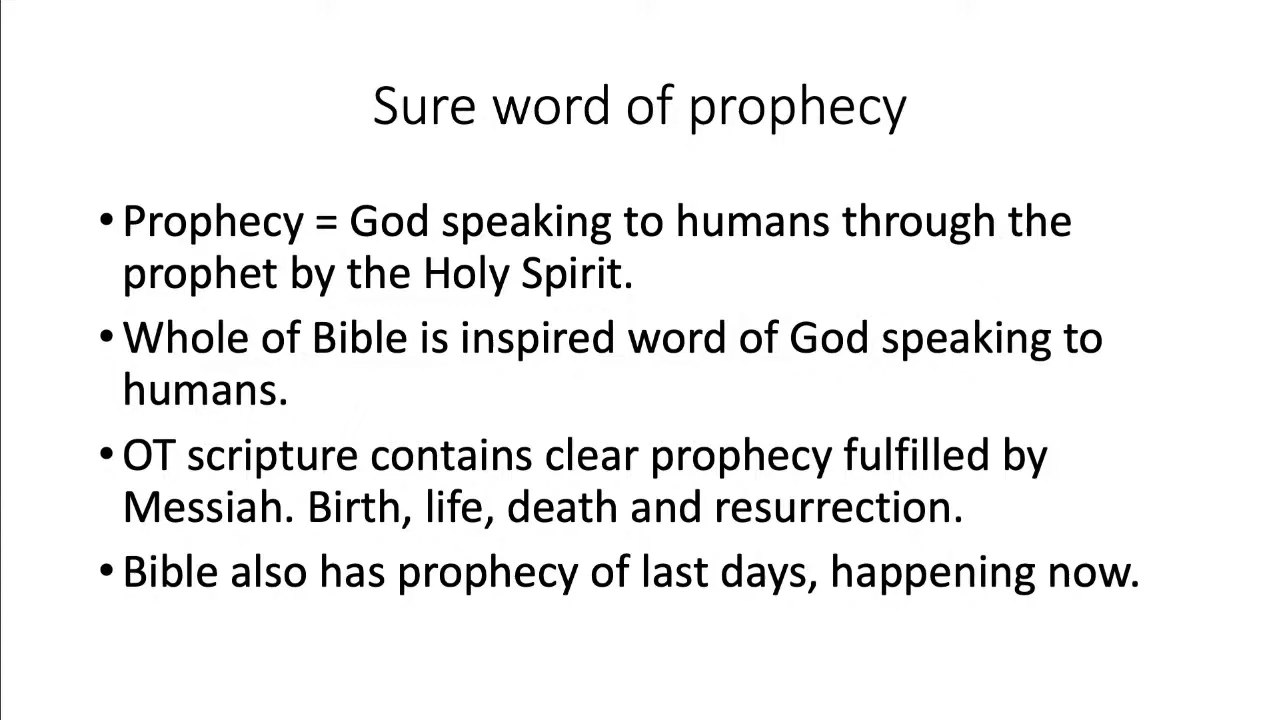 Sure word of prophecy
• Prophecy = God speaking to humans through the
prophet by the Holy Spirit.
• Whole of Bible is inspired word of God speaking to
humans.
• OT scripture contains clear prophecy fulfilled by
Messiah. Birth, life, death and resurrection.
• Bible also has prophecy of last days, happening now.